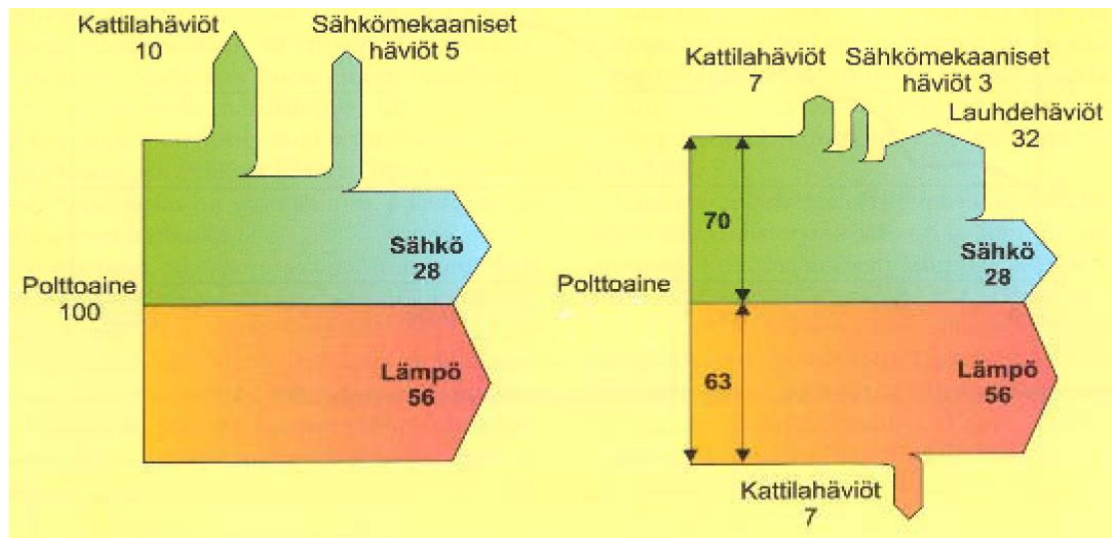 Kattilahäviöt
10
Sähkömekaaniset
häviöt 5
Polttoaine
100
Sähkö
28
Lämpö
56
Kattilahäviöt
7
Sähkömekaaniset
häviöt 3
Lauhdehäviöt
32
Polttoaine
70
63
Sähkö
28
Lämpö
56
Kattilahäviöt
7